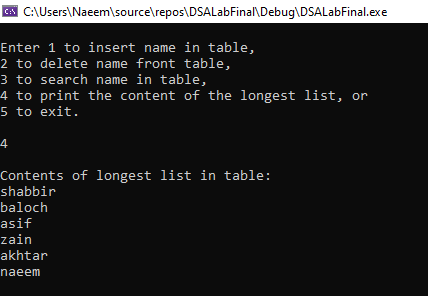 C:\Users\Naeem\source\repos\DSALabFinal\Debug\DSALabFinal.exe
Enter 1 to insert name in table,
2 to delete name front table,
3 to search name in table,
4 to print the content of the longest list, or
5 to exit.
4
Contents of longest list in table:
shabbir
baloch
asif
zain
akhtar
naeem